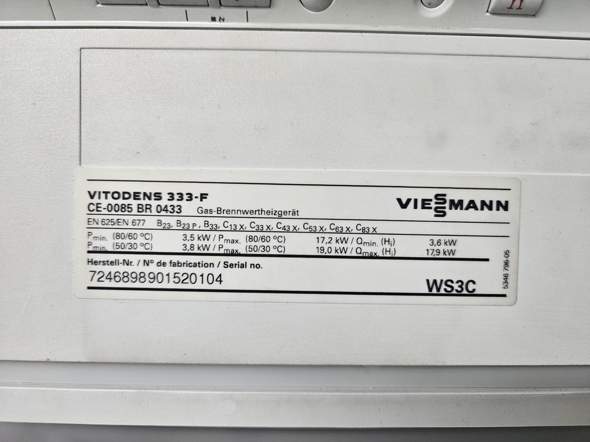 VITODENS 333-F
CE-0085 BR 0433 Gas-Brennwertheizgerät
VIESSMANN
EN 625/EN 677 B23, B23 P, B33, C13 X, C33 X, C43 X, C53 X, C63 X, C83 X
Pmin. (80/60 °C) 3,5 kW / Pmax. (80/60 °C) 17,2 kW / Qmin. (Hi) 3,6 kW
Pmin. (50/30 °C) 3,8 kW / Pmax. (50/30 °C) 19,0 kW / Qmax. (Hi) 17,9 kW
Herstell-Nr. / N° de fabrication / Serial no.
7246898901520104
WS3C
5346 796-05